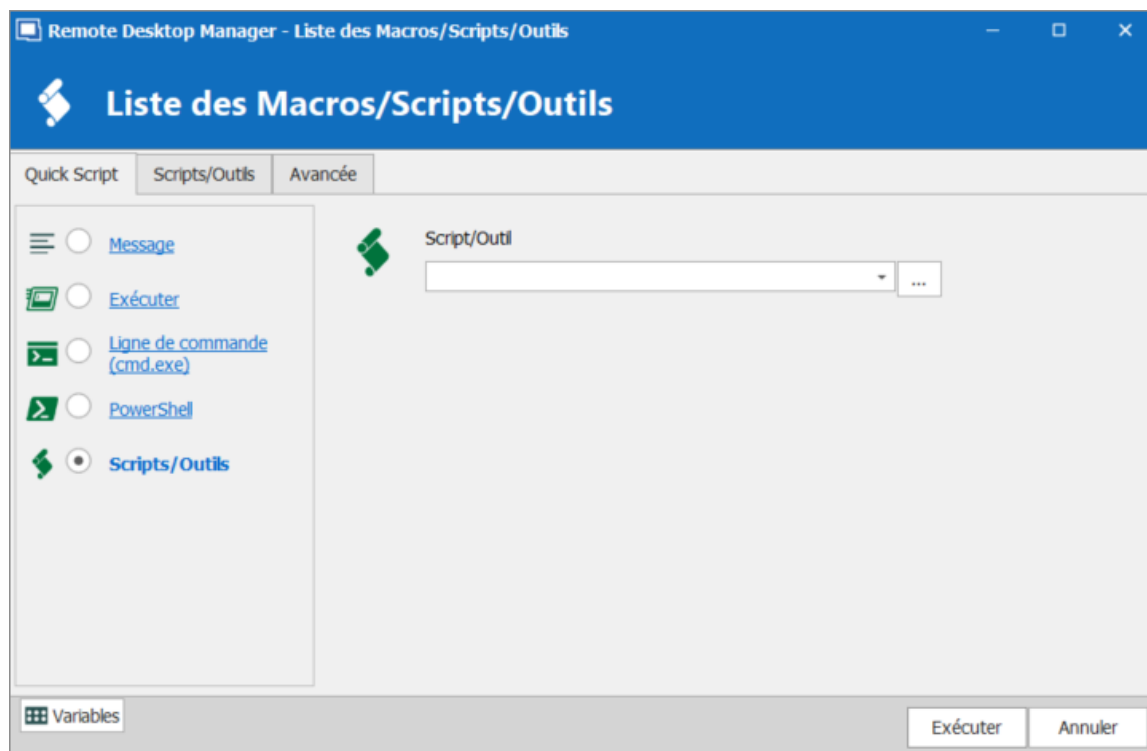 Remote Desktop Manager - Liste des Macros/Scripts/Outils
Liste des Macros/Scripts/Outils
Quick Script
Scripts/Outils
Avancée
Message
Exécuter
Ligne de commande
(cmd.exe)
PowerShell
Scripts/Outils
Script/Outil
...
Variables
Exécuter
Annuler